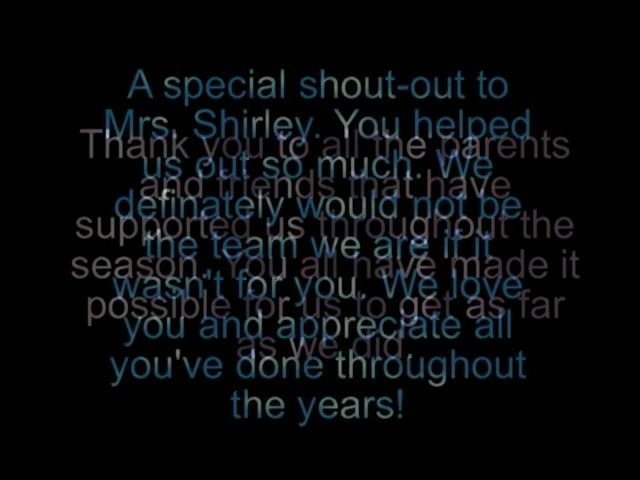 A special shout-out to
Mrs. Shirley. You helped
us out so much. We
definately would not be
the team we are if it
wasn't for you. We love
you and appreciate all
you've done throughout
the years!
Thank you to all the parents
and friends that have
supported us throughout the
season. You all have made it
possible for us to get as far
as we did.